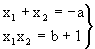 x₁ + x₂ = −a
x₁x₂ = b + 1